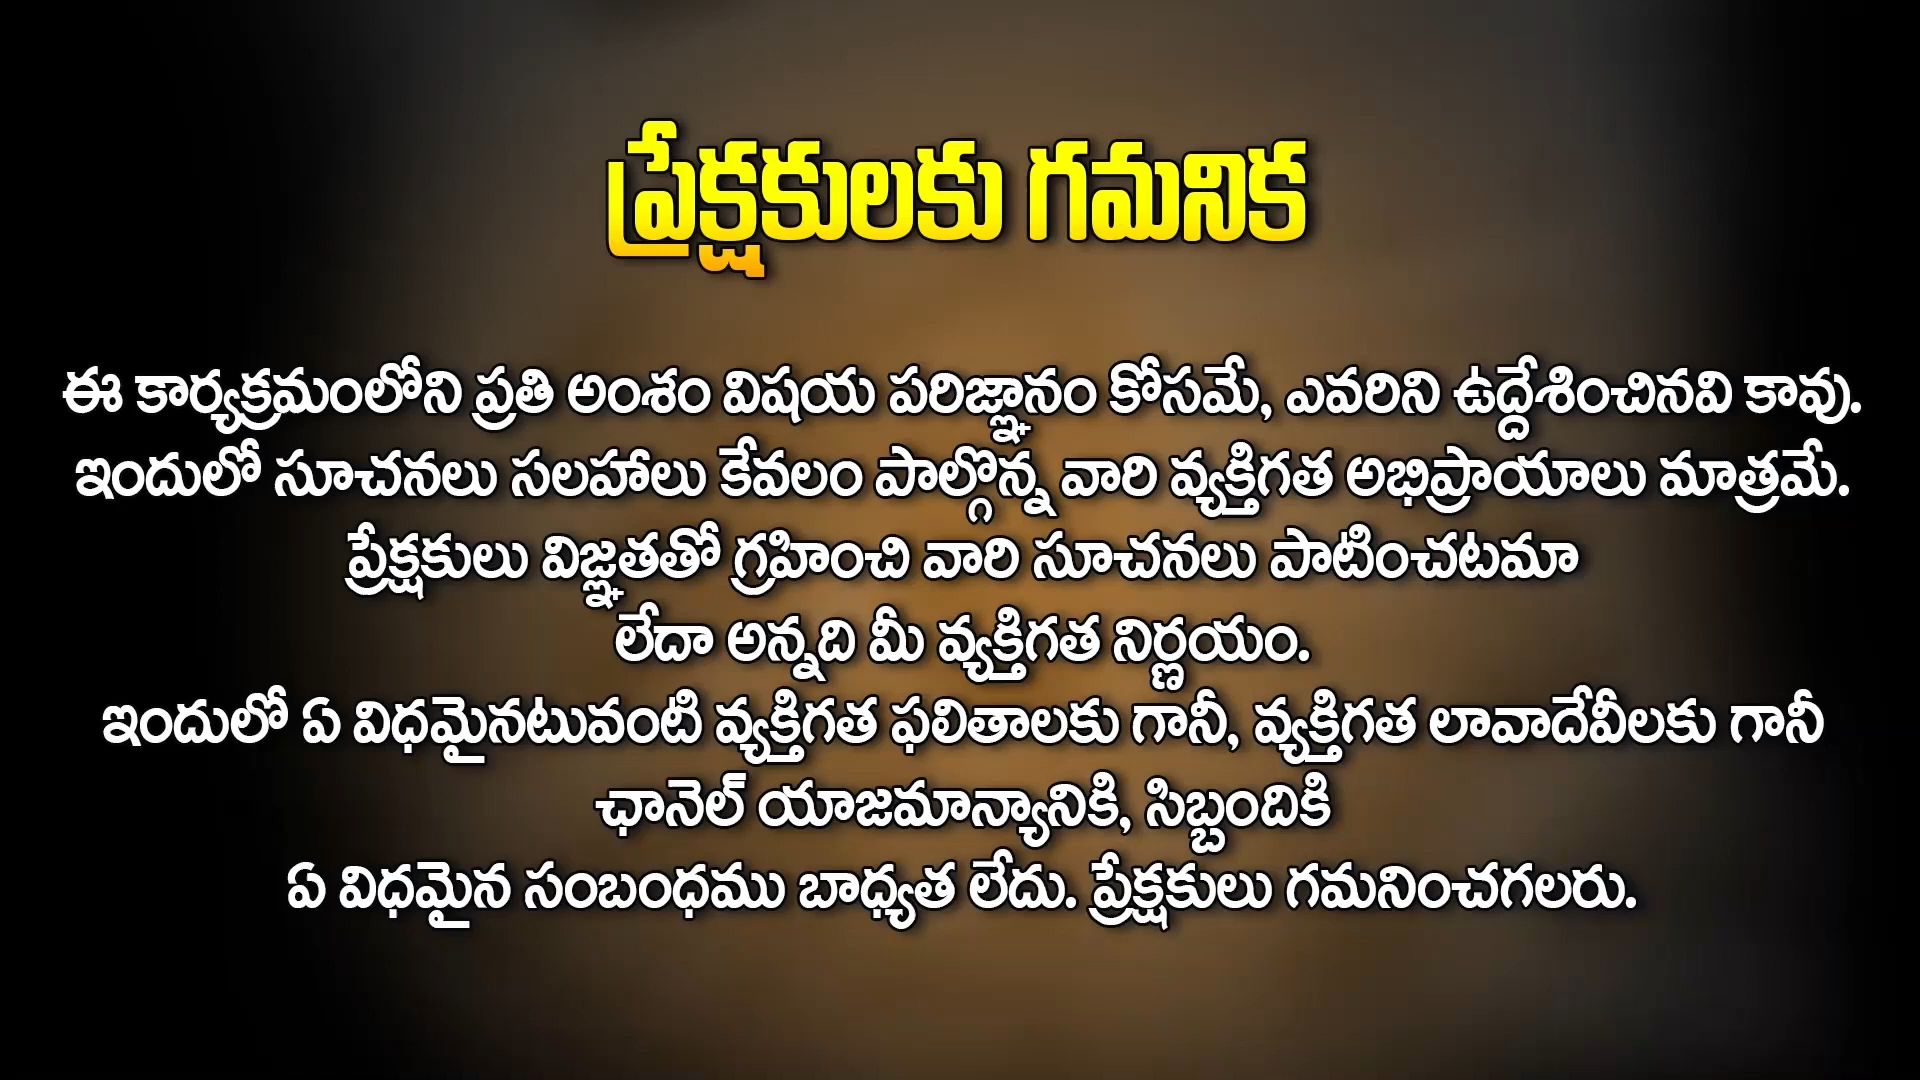 ప్రేక్షకులకు గమనిక
ఈ కార్యక్రమంలోని ప్రతి అంశం విషయ పరిజ్ఞానం కోసమే, ఎవరిని ఉద్దేశించినవి కావు.
ఇందులో సూచనలు సలహాలు కేవలం పాల్గొన్న వారి వ్యక్తిగత అభిప్రాయాలు మాత్రమే.
ప్రేక్షకులు విజ్ఞతతో గ్రహించి వారి సూచనలు పాటించటమా
లేదా అన్నది మీ వ్యక్తిగత నిర్ణయం.
ఇందులో ఏ విధమైనటువంటి వ్యక్తిగత ఫలితాలకు గానీ, వ్యక్తిగత లావాదేవీలకు గానీ
ఛానెల్ యాజమాన్యానికి, సిబ్బందికి
ఏ విధమైన సంబంధము బాధ్యత లేదు. ప్రేక్షకులు గమనించగలరు.